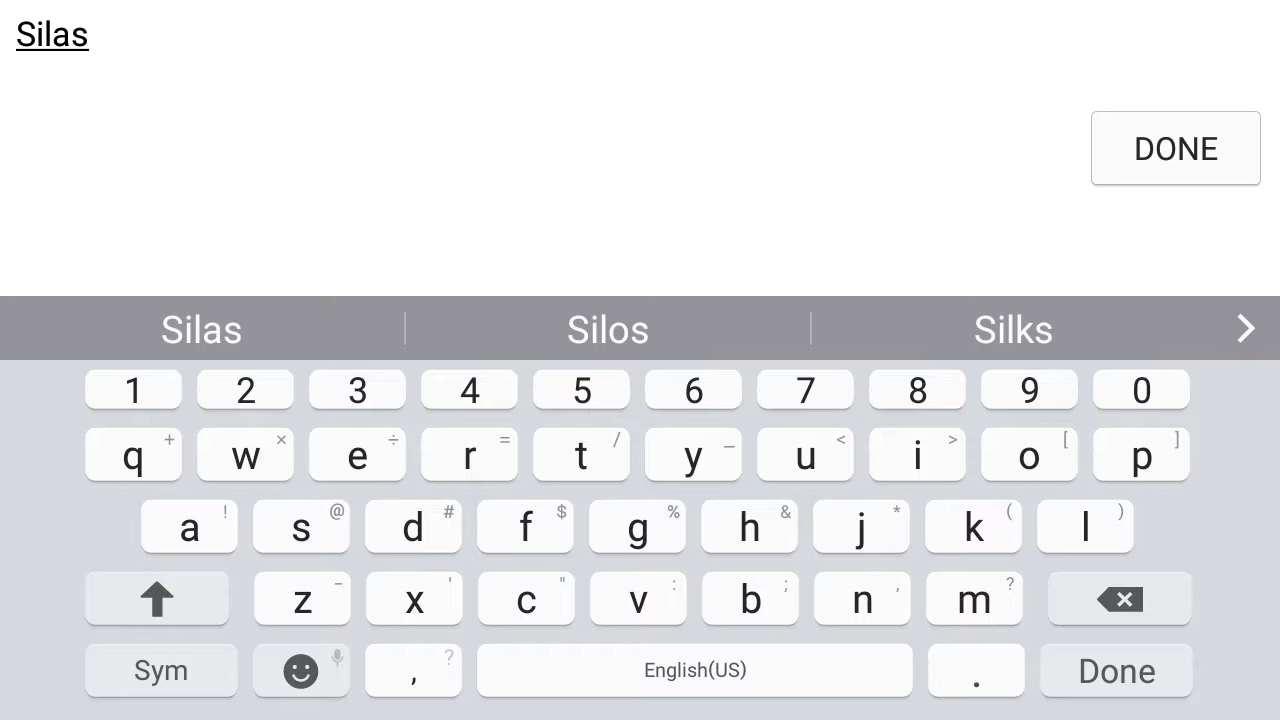 Silas
DONE
Silas Silos Silks
1 2 3 4 5 6 7 8 9 0
q + w × e ÷ r = t / y _ u < i > o [ p ]
a ! s @ d # f $ g % h & j * k ( l )
z - x ' c " v : b ; n , m ?
Sym , ? English(US) . Done